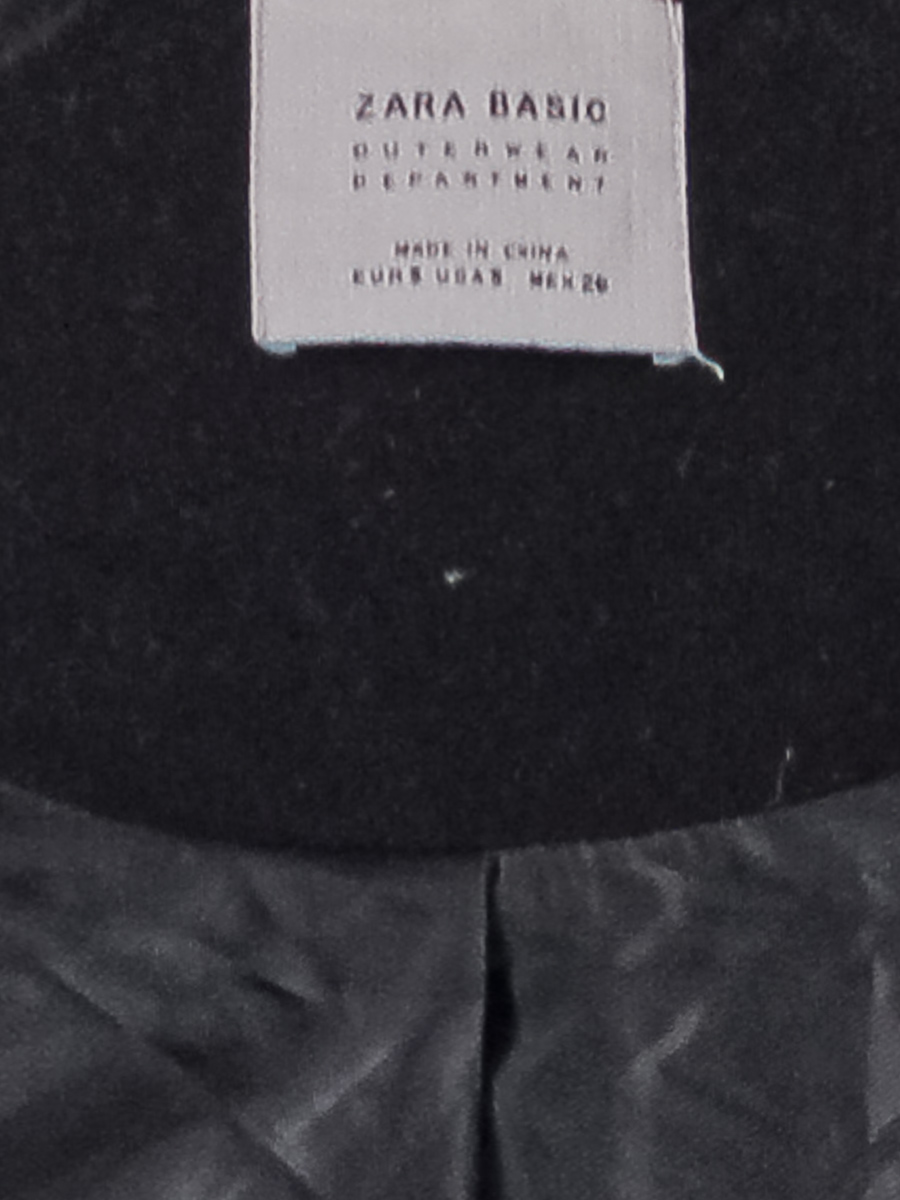 ZARA BASIC
OUTERWEAR
DEPARTMENT
MADE IN CHINA
EUR S USA S MEX 26